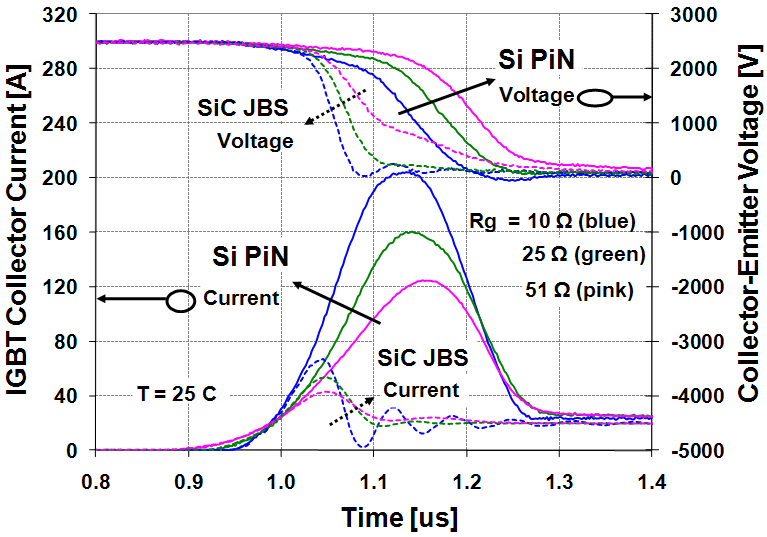 320
280
240
200
160
120
80
40
0
IGBT Collector Current [A]
3000
2000
1000
0
-1000
-2000
-3000
-4000
-5000
Collector-Emitter Voltage [V]
Si PiN
Voltage
SiC JBS
Voltage
Rg = 10 Ω (blue)
25 Ω (green)
51 Ω (pink)
Si PiN
Current
SiC JBS
Current
T = 25 C
0.8 0.9 1.0 1.1 1.2 1.3 1.4
Time [us]